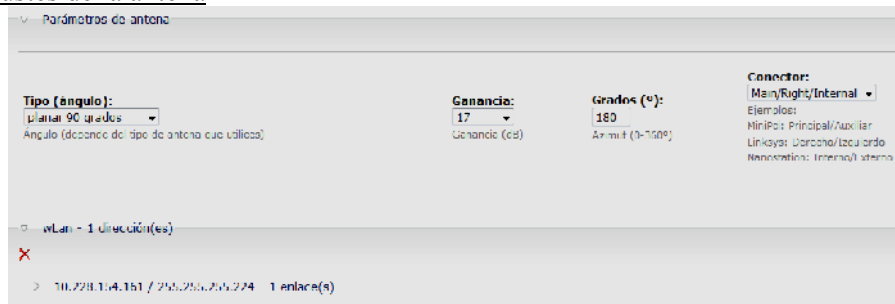 Parámetros de antena
Tipo (ángulo):
planar 90 grados
Ángulo (depende del tipo de antena que utilices)
Ganancia:
17
Ganancia (dB)
Grados (º):
180
Azimut (0-360º)
Conector:
Main/Right/Internal
Ejemplos:
MiniPci: Principal/Auxiliar
Linksys: Derecho/Izquierdo
Nanostation: Interno/Externo
wLan - 1 dirección(es)
10.228.154.161 / 255.255.255.224 - 1 enlace(s)